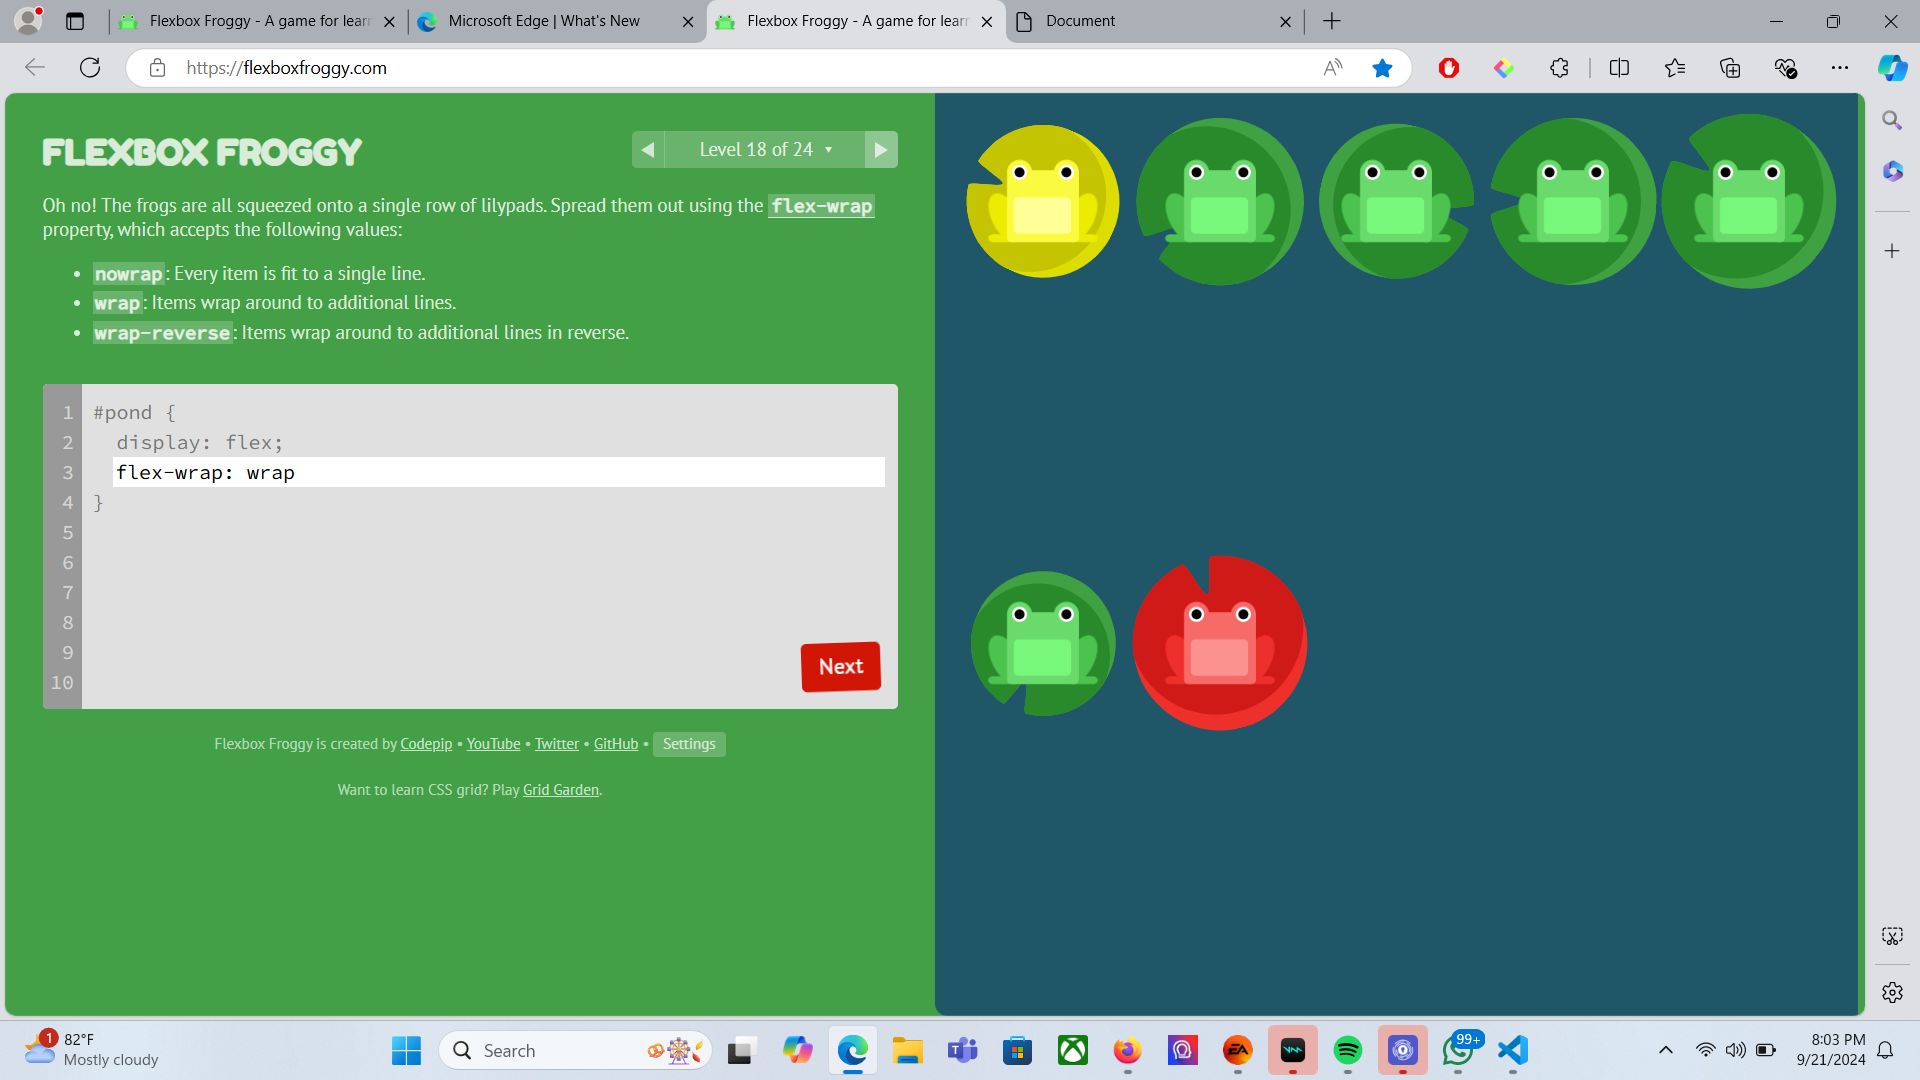 Flexbox Froggy - A game for learn
Microsoft Edge | What's New
Flexbox Froggy - A game for learn
Document
https://flexboxfroggy.com
FLEXBOX FROGGY
Level 18 of 24
Oh no! The frogs are all squeezed onto a single row of lilypads. Spread them out using the flex-wrap
property, which accepts the following values:
• nowrap: Every item is fit to a single line.
• wrap: Items wrap around to additional lines.
• wrap-reverse: Items wrap around to additional lines in reverse.
1 #pond {
2 display: flex;
3 flex-wrap: wrap
4 }
5
6
7
8
9
10
Next
Flexbox Froggy is created by Codepip • YouTube • Twitter • GitHub • Settings
Want to learn CSS grid? Play Grid Garden.
1
82°F
Mostly cloudy
Search
EA
99+
8:03 PM
9/21/2024